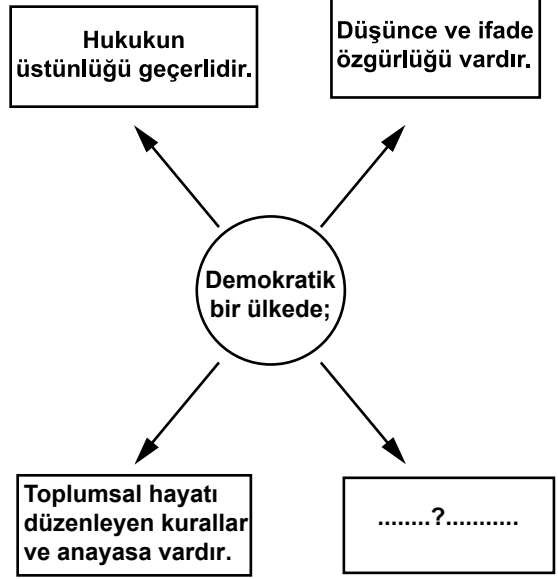 Hukukun
üstünlüğü geçerlidir.
Düşünce ve ifade
özgürlüğü vardır.
Demokratik
bir ülkede;
Toplumsal hayatı
düzenleyen kurallar
ve anayasa vardır.
........?...........